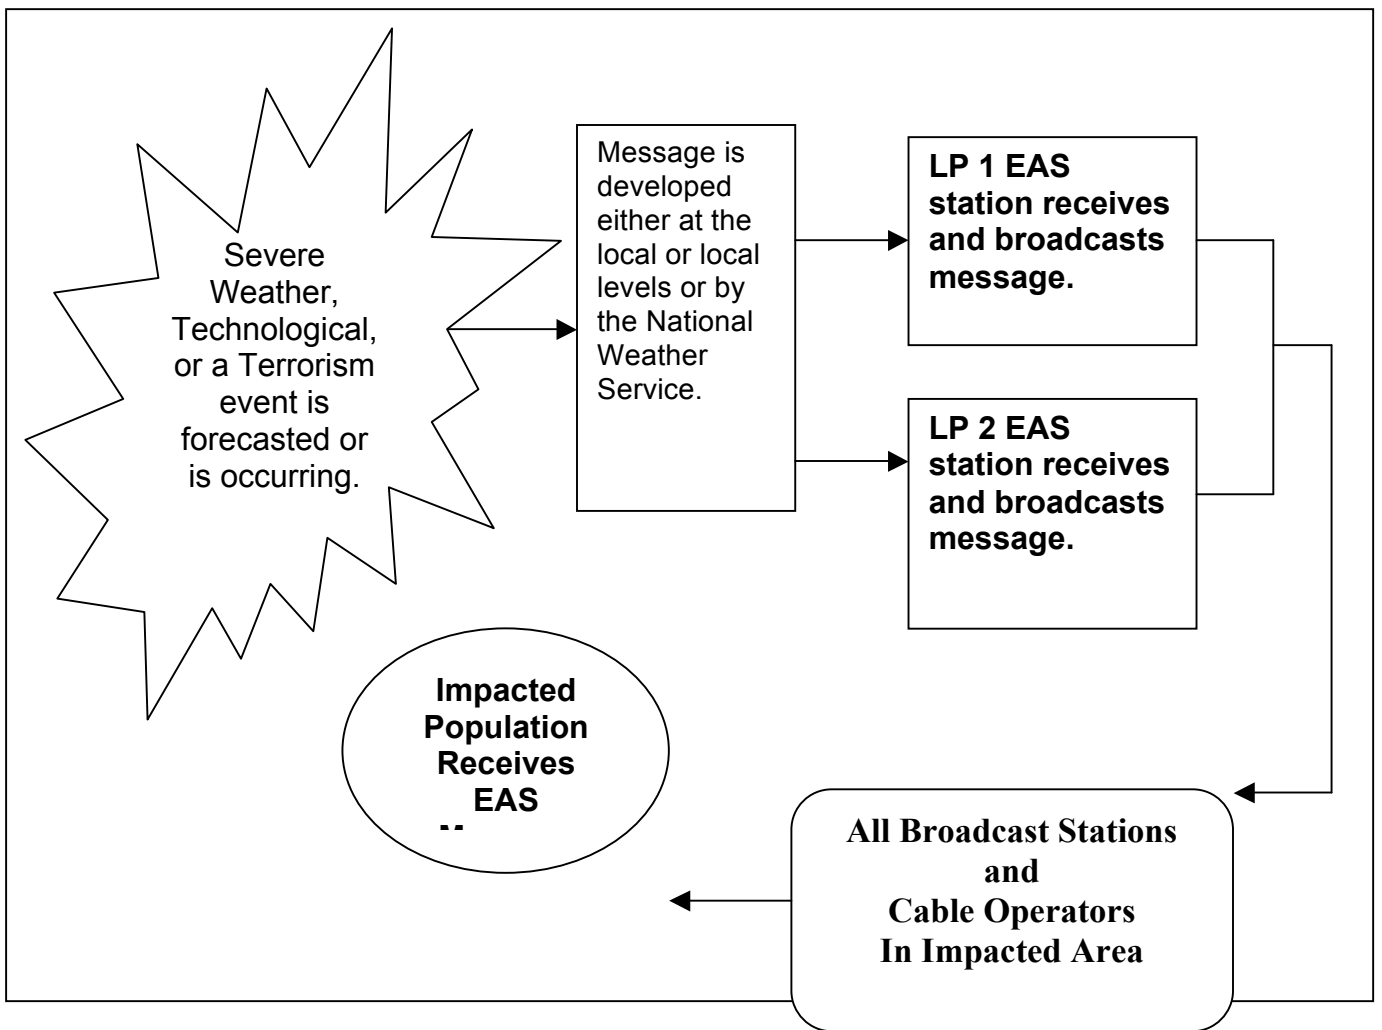 Severe
Weather,
Technological,
or a Terrorism
event is
forecasted or
is occurring.
Message is
developed
either at the
local or local
levels or by
the National
Weather
Service.
LP 1 EAS
station receives
and broadcasts
message.
LP 2 EAS
station receives
and broadcasts
message.
Impacted
Population
Receives
EAS
All Broadcast Stations
and
Cable Operators
In Impacted Area